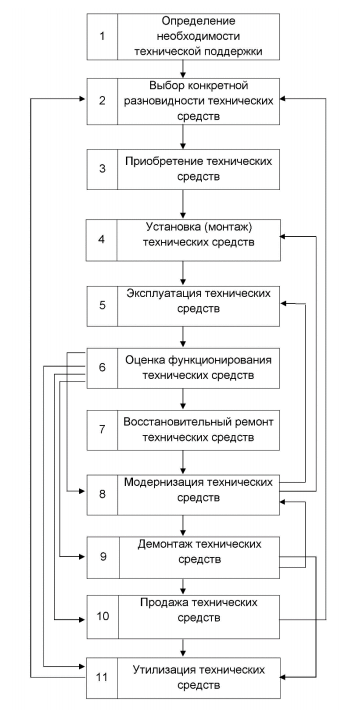 1
Определение
необходимости
технической поддержки
2
Выбор конкретной
разновидности технических
средств
3
Приобретение технических
средств
4
Установка (монтаж)
технических средств
5
Эксплуатация технических
средств
6
Оценка функционирования
технических средств
7
Восстановительный ремонт
технических средств
8
Модернизация технических
средств
9
Демонтаж технических
средств
10
Продажа технических
средств
11
Утилизация технических
средств